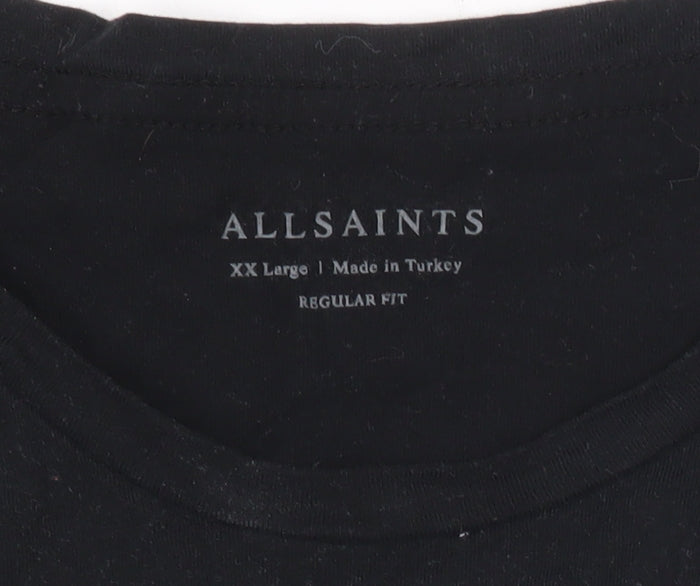 ALLSAINTS
XX Large | Made in Turkey
REGULAR FIT